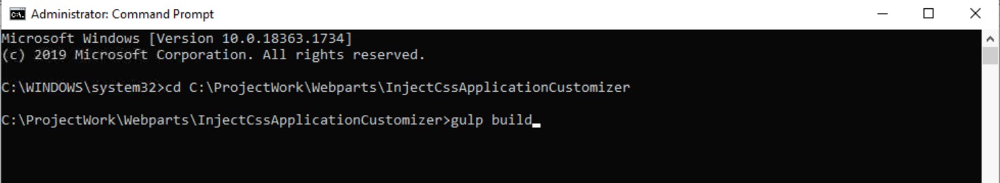 Administrator: Command Prompt
Microsoft Windows [Version 10.0.18363.1734]
(c) 2019 Microsoft Corporation. All rights reserved.
C:\WINDOWS\system32>cd C:\ProjectWork\Webparts\InjectCssApplicationCustomizer
C:\ProjectWork\Webparts\InjectCssApplicationCustomizer>gulp build